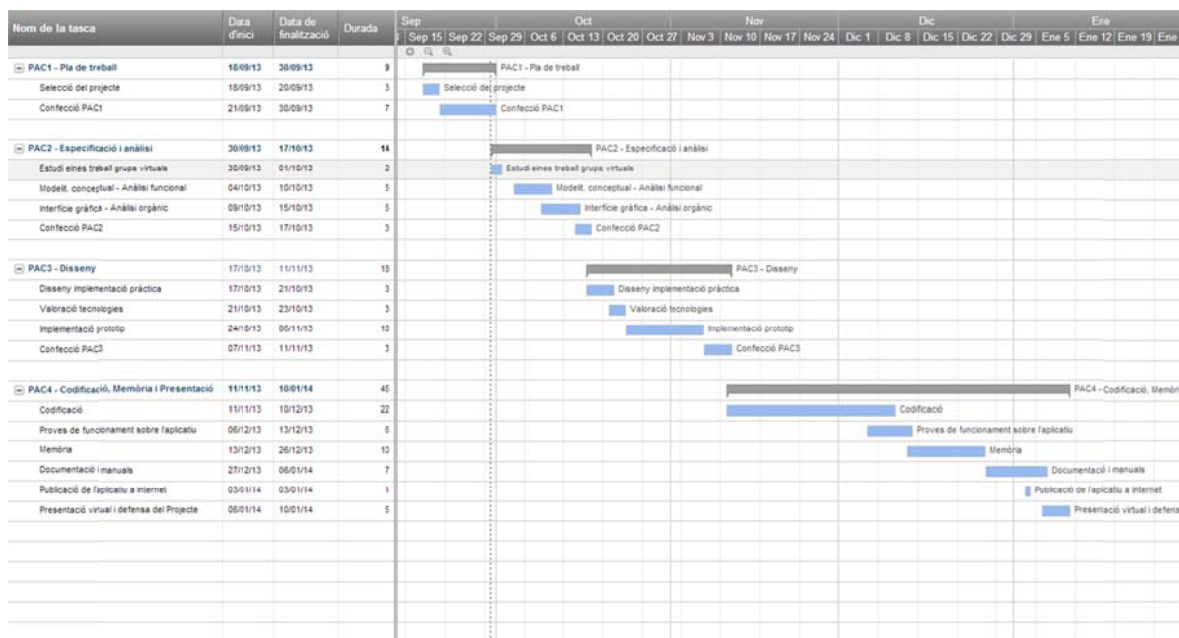 Nom de la tasca Data d'inici Data de finalització Durada Sep Oct Nov Dic Ene
Sep 15 Sep 22 Sep 29 Oct 6 Oct 13 Oct 20 Oct 27 Nov 3 Nov 10 Nov 17 Nov 24 Dic 1 Dic 8 Dic 15 Dic 22 Dic 29 Ene 5 Ene 12 Ene 19 Ene
PAC1 - Pla de treball 18/09/13 30/09/13 9 PAC1 - Pla de treball
Selecció del projecte 18/09/13 20/09/13 3 Selecció del projecte
Confecció PAC1 21/09/13 30/09/13 7 Confecció PAC1
PAC2 - Especificació i anàlisi 30/09/13 17/10/13 14 PAC2 - Especificació i anàlisi
Estudi eines treball grups virtuals 30/09/13 01/10/13 2 Estudi eines treball grups virtuals
Modelit. conceptual - Anàlisi funcional 04/10/13 10/10/13 5 Modelit. conceptual - Anàlisi funcional
Interfície gràfica - Anàlisi orgànic 09/10/13 15/10/13 5 Interfície gràfica - Anàlisi orgànic
Confecció PAC2 15/10/13 17/10/13 3 Confecció PAC2
PAC3 - Disseny 17/10/13 11/11/13 18 PAC3 - Disseny
Disseny implementació pràctica 17/10/13 21/10/13 3 Disseny implementació pràctica
Valoració tecnologies 21/10/13 23/10/13 3 Valoració tecnologies
Implementació prototip 24/10/13 06/11/13 10 Implementació prototip
Confecció PAC3 07/11/13 11/11/13 3 Confecció PAC3
PAC4 - Codificació, Memòria i Presentació 11/11/13 10/01/14 45 PAC4 - Codificació, Memòri
Codificació 11/11/13 10/12/13 22 Codificació
Proves de funcionament sobre l'aplicatiu 06/12/13 13/12/13 6 Proves de funcionament sobre l'aplicatiu
Memòria 13/12/13 26/12/13 10 Memòria
Documentació i manuals 27/12/13 06/01/14 7 Documentació i manuals
Publicació de l'aplicatiu a internet 03/01/14 03/01/14 1 Publicació de l'aplicatiu a internet
Presentació virtual i defensa del Projecte 06/01/14 10/01/14 5 Presentació virtual i defens